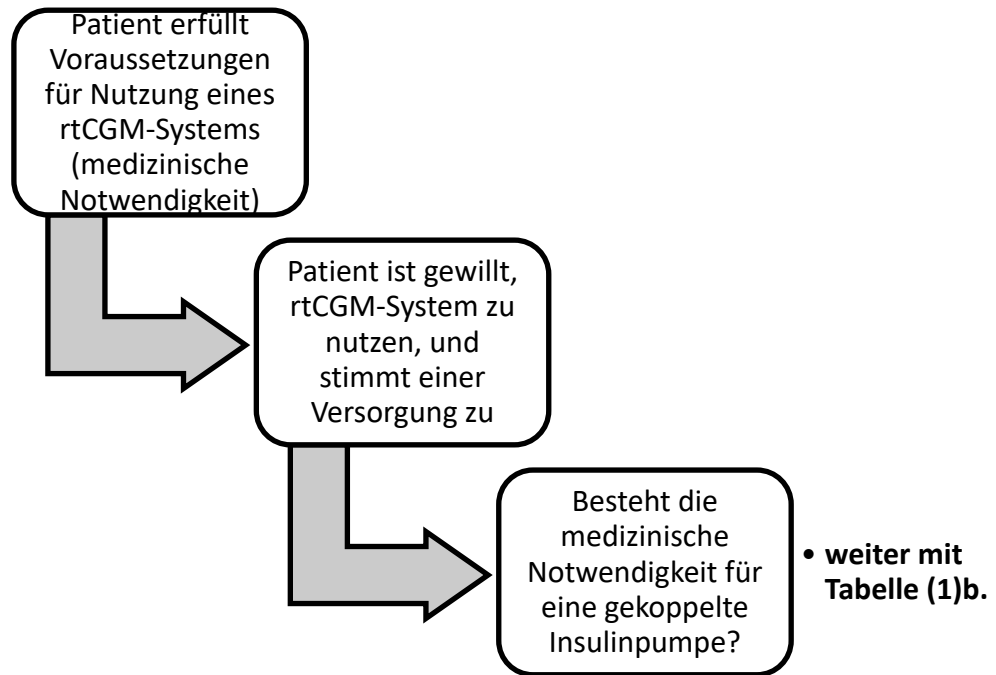 Patient erfüllt
Voraussetzungen
für Nutzung eines
rtCGM-Systems
(medizinische
Notwendigkeit)
Patient ist gewillt,
rtCGM-System zu
nutzen, und
stimmt einer
Versorgung zu
Besteht die
medizinische
Notwendigkeit für
eine gekoppelte
Insulinpumpe?
• weiter mit
Tabelle (1)b.